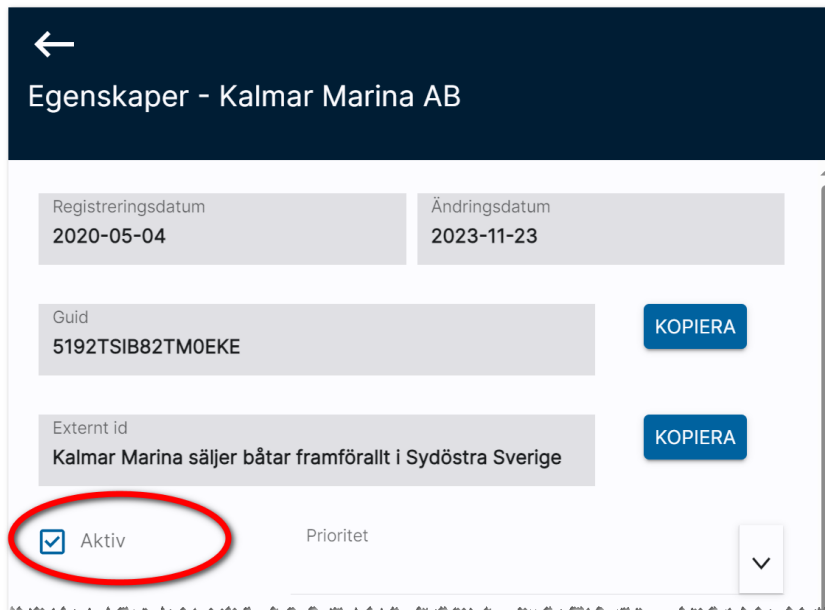 Egenskaper - Kalmar Marina AB
Registreringsdatum
2020-05-04
Ändringsdatum
2023-11-23
Guid
5192TSIB82TM0EKE
KOPIERA
Externt id
Kalmar Marina säljer båtar framförallt i Sydöstra Sverige
KOPIERA
Aktiv
Prioritet